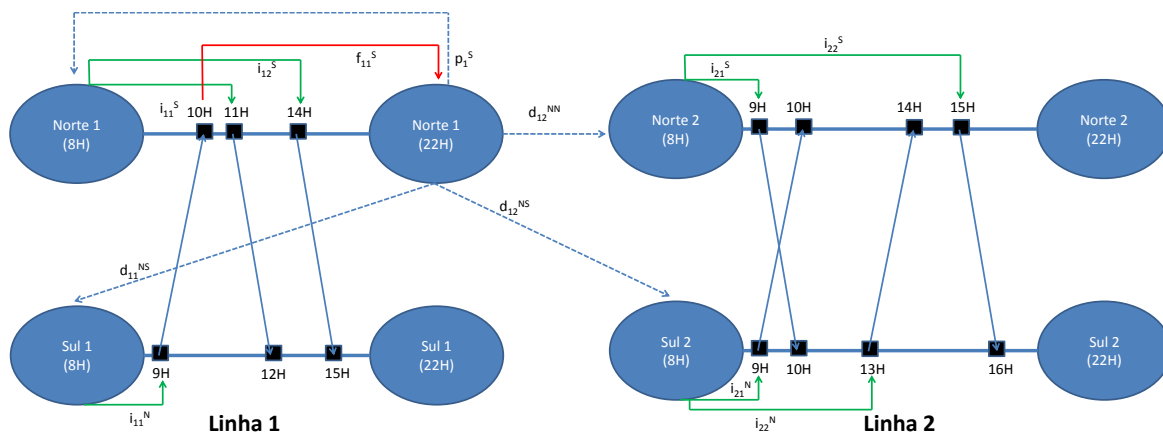 f₁₁ˢ
p₁ˢ
i₁₂ˢ
i₁₁ˢ
10H
11H
14H
Norte 1
(8H)
Norte 1
(22H)
d₁₂ᴺᴺ
d₁₂ᴺˢ
d₁₁ᴺˢ
Sul 1
(8H)
Sul 1
(22H)
9H
12H
15H
i₁₁ᴺ
Linha 1
i₂₂ˢ
i₂₁ˢ
9H
10H
14H
15H
Norte 2
(8H)
Norte 2
(22H)
Sul 2
(8H)
Sul 2
(22H)
9H
10H
13H
16H
i₂₁ᴺ
i₂₂ᴺ
Linha 2